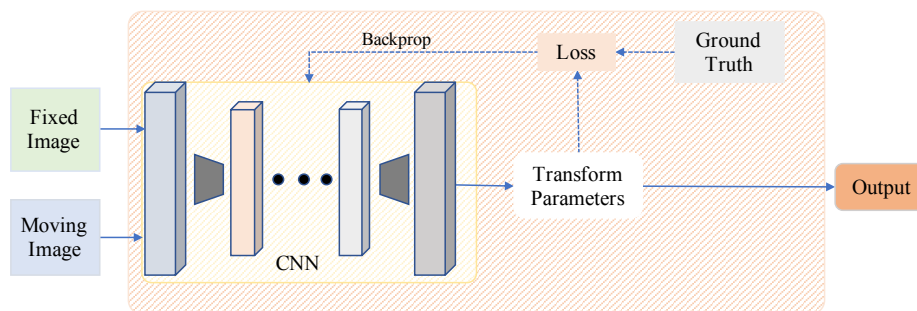 Backprop
Loss
Ground
Truth
Fixed
Image
Moving
Image
CNN
Transform
Parameters
Output